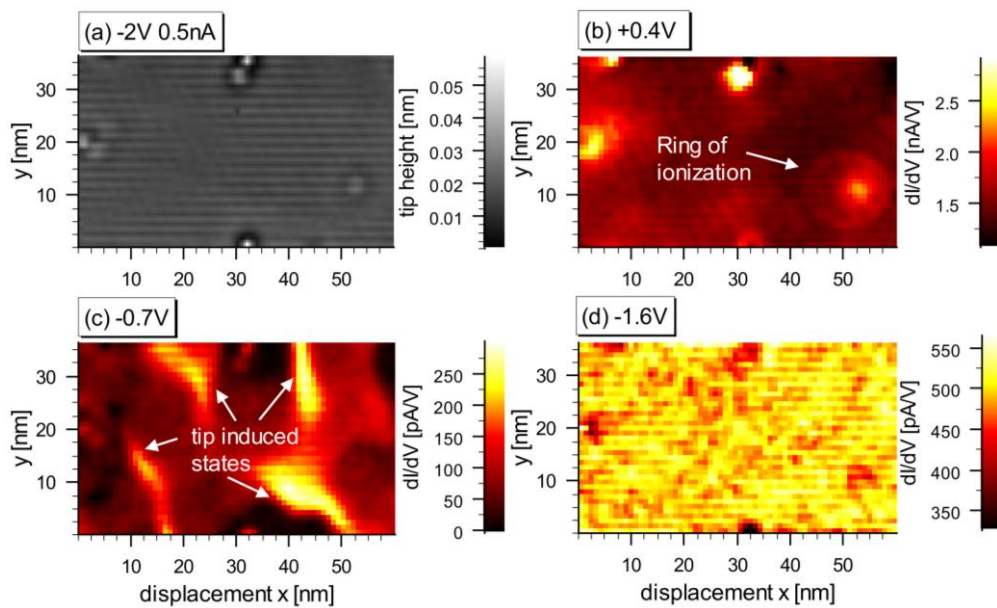 (a) -2V 0.5nA
y [nm]
30
20
10
10 20 30 40 50
tip height [nm]
0.05
0.04
0.03
0.02
0.01
(b) +0.4V
y [nm]
30
20
10
Ring of
ionization
10 20 30 40 50
dI/dV [nA/V]
2.5
2.0
1.5
(c) -0.7V
y [nm]
30
20
10
tip induced
states
10 20 30 40 50
displacement x [nm]
dI/dV [pA/V]
250
200
150
100
50
0
(d) -1.6V
y [nm]
30
20
10
10 20 30 40 50
displacement x [nm]
dI/dV [pA/V]
550
500
450
400
350